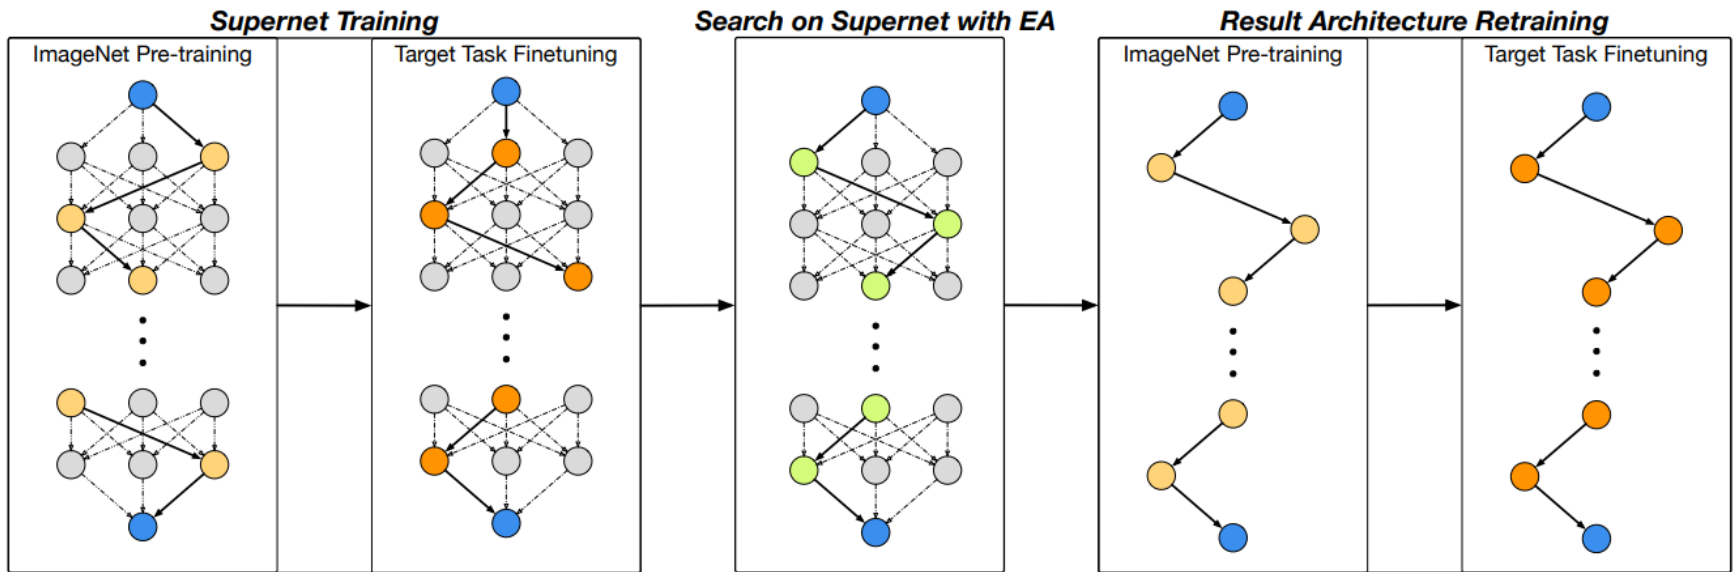 Supernet Training
Search on Supernet with EA
Result Architecture Retraining
ImageNet Pre-training
Target Task Finetuning
ImageNet Pre-training
Target Task Finetuning